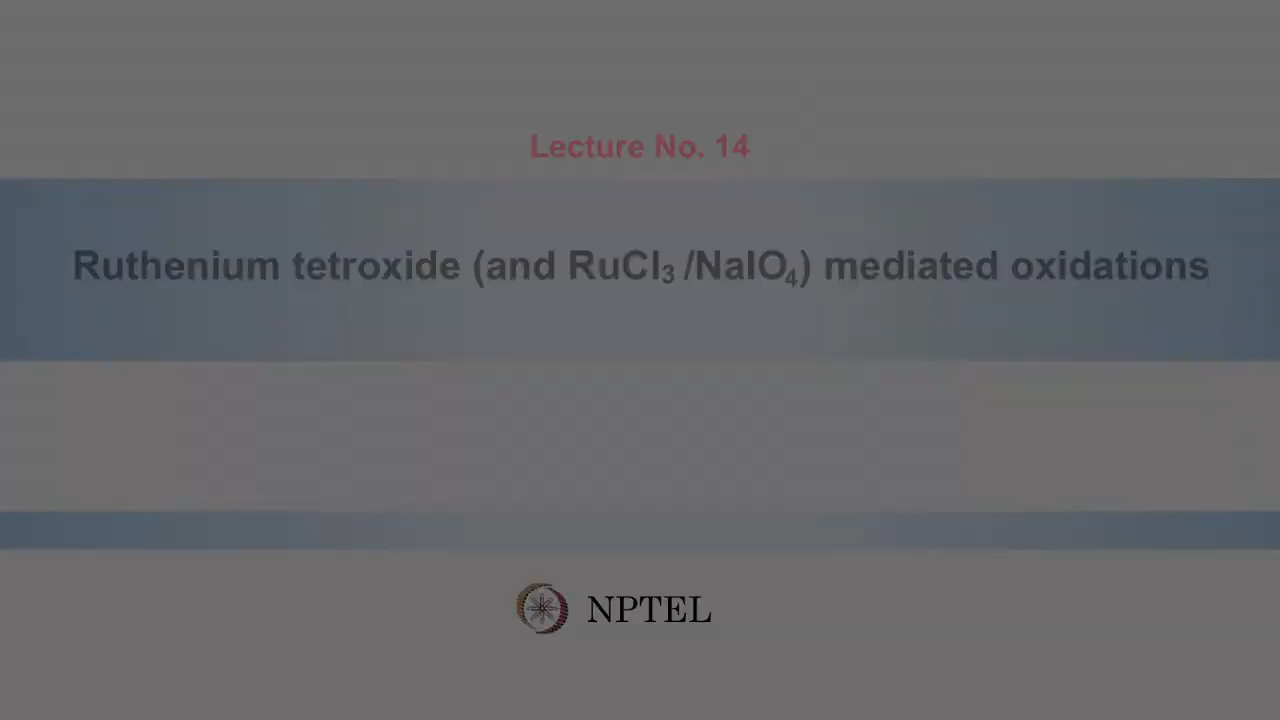 Lecture No. 14
Ruthenium tetroxide (and RuCl₃ /NaIO₄) mediated oxidations
NPTEL